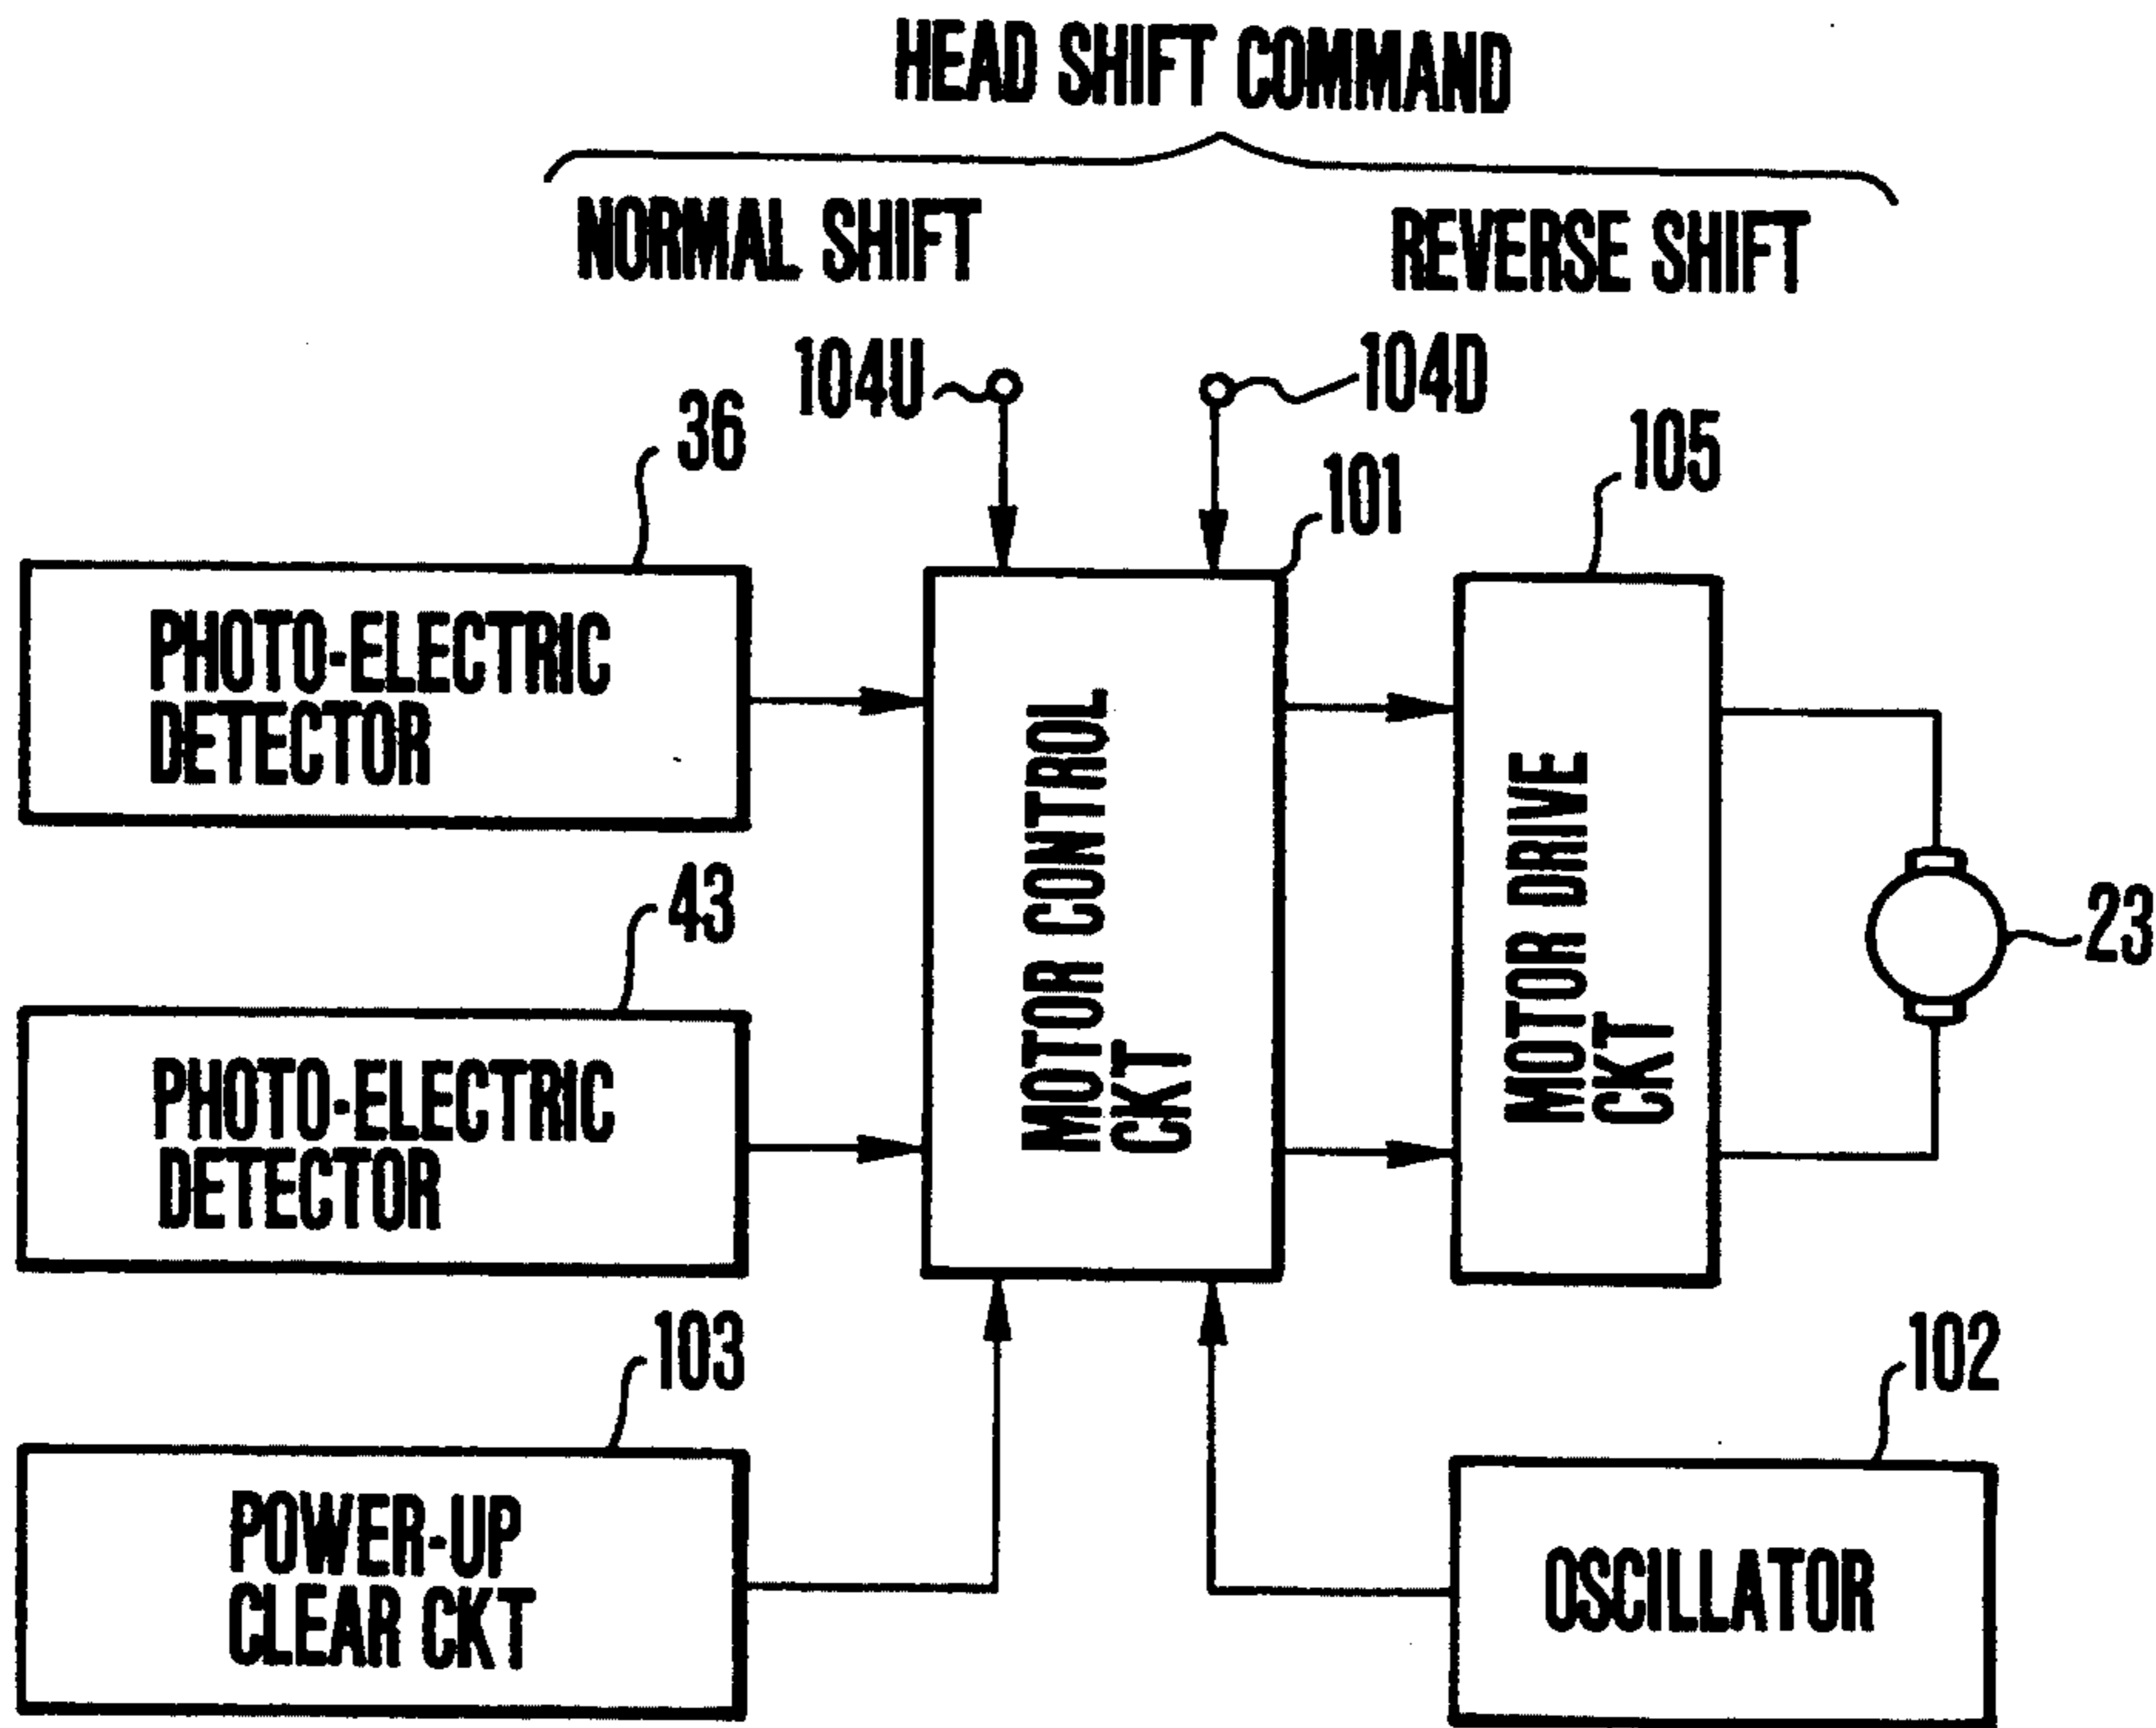 HEAD SHIFT COMMAND
NORMAL SHIFT
REVERSE SHIFT
104U
104D
36
101
105
PHOTO-ELECTRIC
DETECTOR
MOTOR CONTROL
CKT
MOTOR DRIVE
CKT
43
23
PHOTO-ELECTRIC
DETECTOR
103
102
POWER-UP
CLEAR CKT
OSCILLATOR